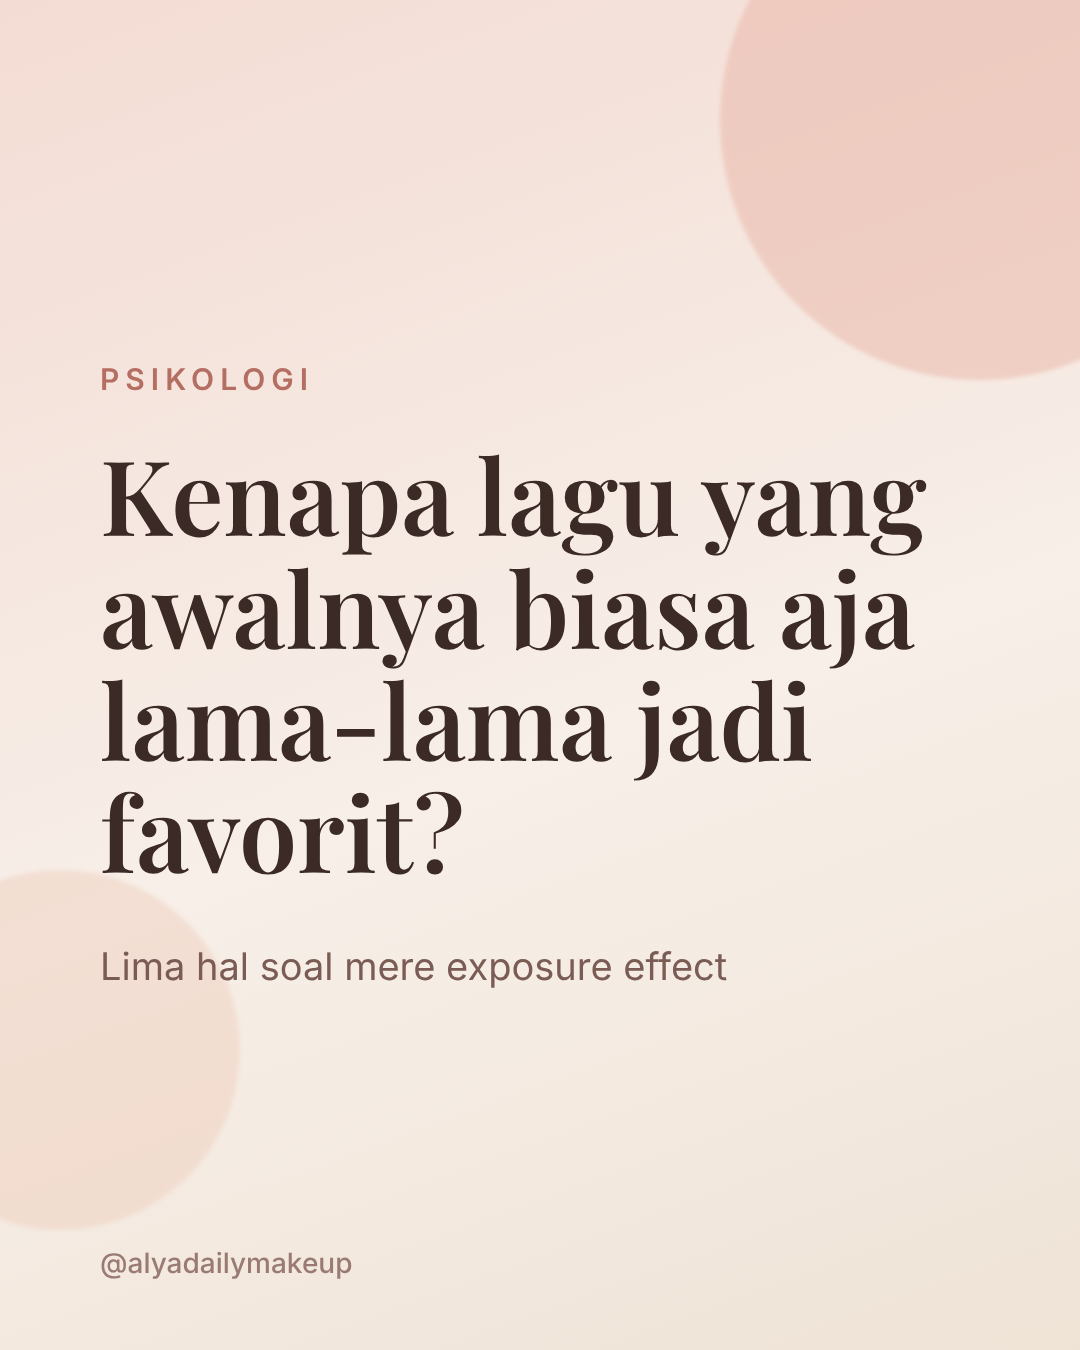 PSIKOLOGI
Kenapa lagu yang
awalnya biasa aja
lama-lama jadi
favorit?
Lima hal soal mere exposure effect
@alyadailymakeup